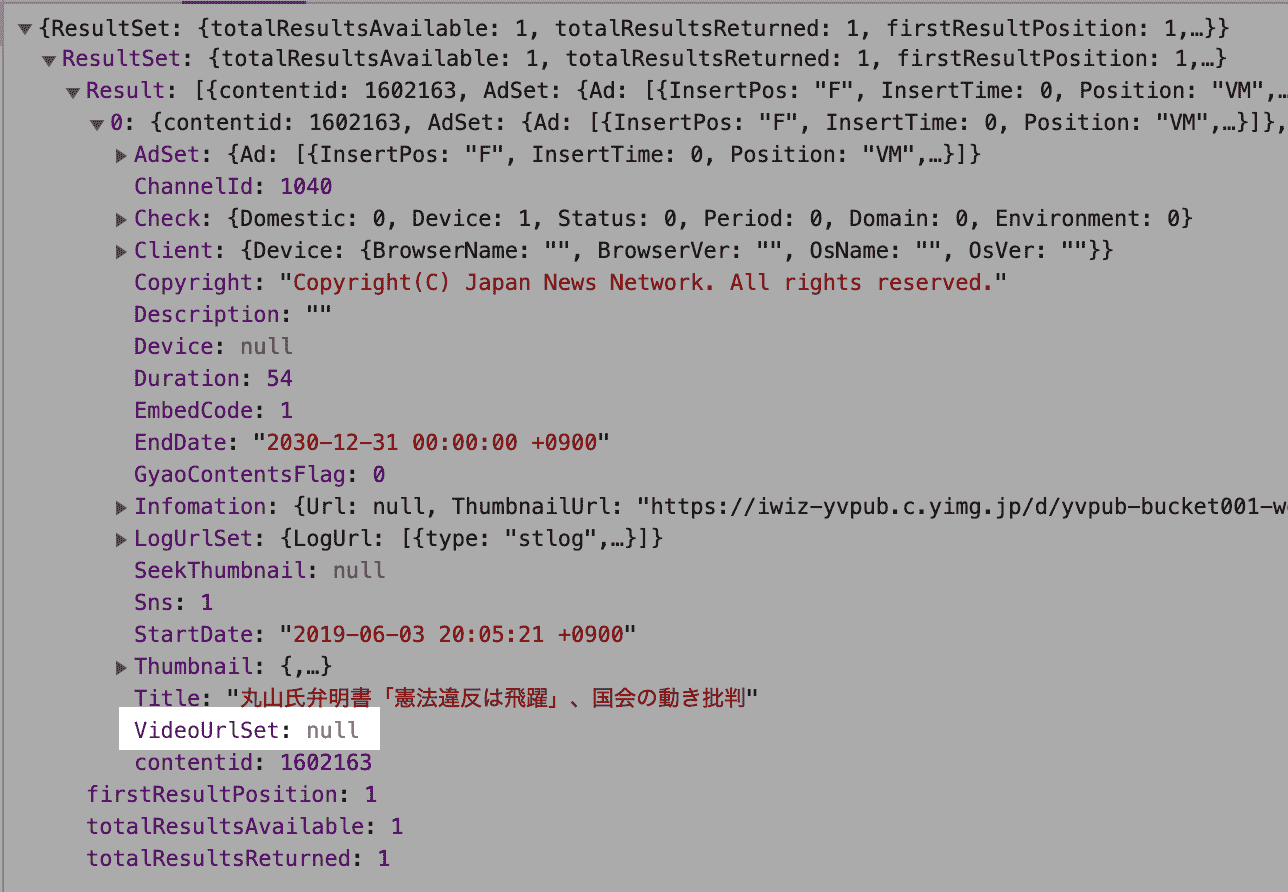 ▼{ResultSet: {totalResultsAvailable: 1, totalResultsReturned: 1, firstResultPosition: 1,…}}
▼ResultSet: {totalResultsAvailable: 1, totalResultsReturned: 1, firstResultPosition: 1,…}
▼Result: [{contentid: 1602163, AdSet: {Ad: [{InsertPos: "F", InsertTime: 0, Position: "VM",…
▼0: {contentid: 1602163, AdSet: {Ad: [{InsertPos: "F", InsertTime: 0, Position: "VM",…}]},
▶AdSet: {Ad: [{InsertPos: "F", InsertTime: 0, Position: "VM",…}]}
ChannelId: 1040
▶Check: {Domestic: 0, Device: 1, Status: 0, Period: 0, Domain: 0, Environment: 0}
▶Client: {Device: {BrowserName: "", BrowserVer: "", OsName: "", OsVer: ""}}
Copyright: "Copyright(C) Japan News Network. All rights reserved."
Description: ""
Device: null
Duration: 54
EmbedCode: 1
EndDate: "2030-12-31 00:00:00 +0900"
GyaoContentsFlag: 0
▶Infomation: {Url: null, ThumbnailUrl: "https://iwiz-yvpub.c.yimg.jp/d/yvpub-bucket001-w
▶LogUrlSet: {LogUrl: [{type: "stlog",…}]}
SeekThumbnail: null
Sns: 1
StartDate: "2019-06-03 20:05:21 +0900"
▶Thumbnail: {,…}
Title: "丸山氏弁明書「憲法違反は飛躍」、国会の動き批判"
VideoUrlSet: null
contentid: 1602163
firstResultPosition: 1
totalResultsAvailable: 1
totalResultsReturned: 1